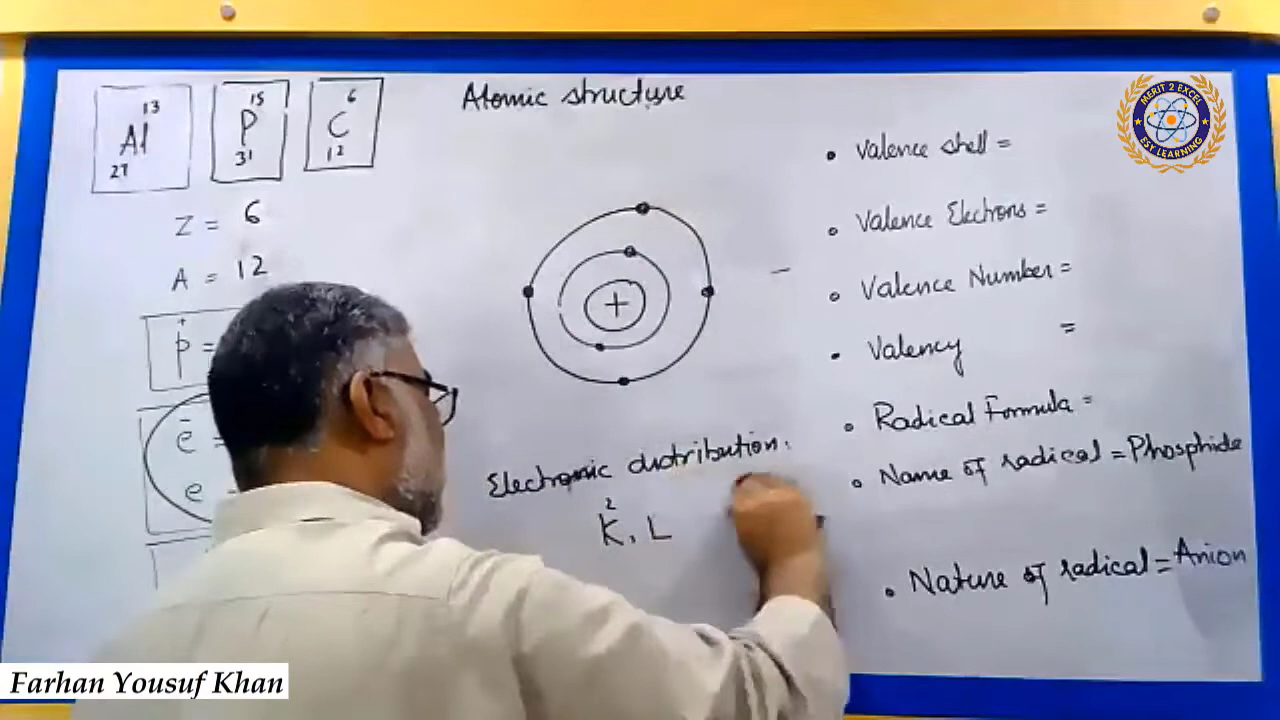 13
15
6
Al
P
C
27
31
12
Atomic structure
MERIT 2 EXCEL
ESY LEARNING
Z = 6
A = 12
+
p =
-
e =
e -
+
Electronic distribution:
2
K, L
• Valence shell =
• Valence Electrons =
• Valence Number =
• Valency =
• Radical Formula =
• Name of radical = Phosphide
• Nature of radical = Anion
Farhan Yousuf Khan